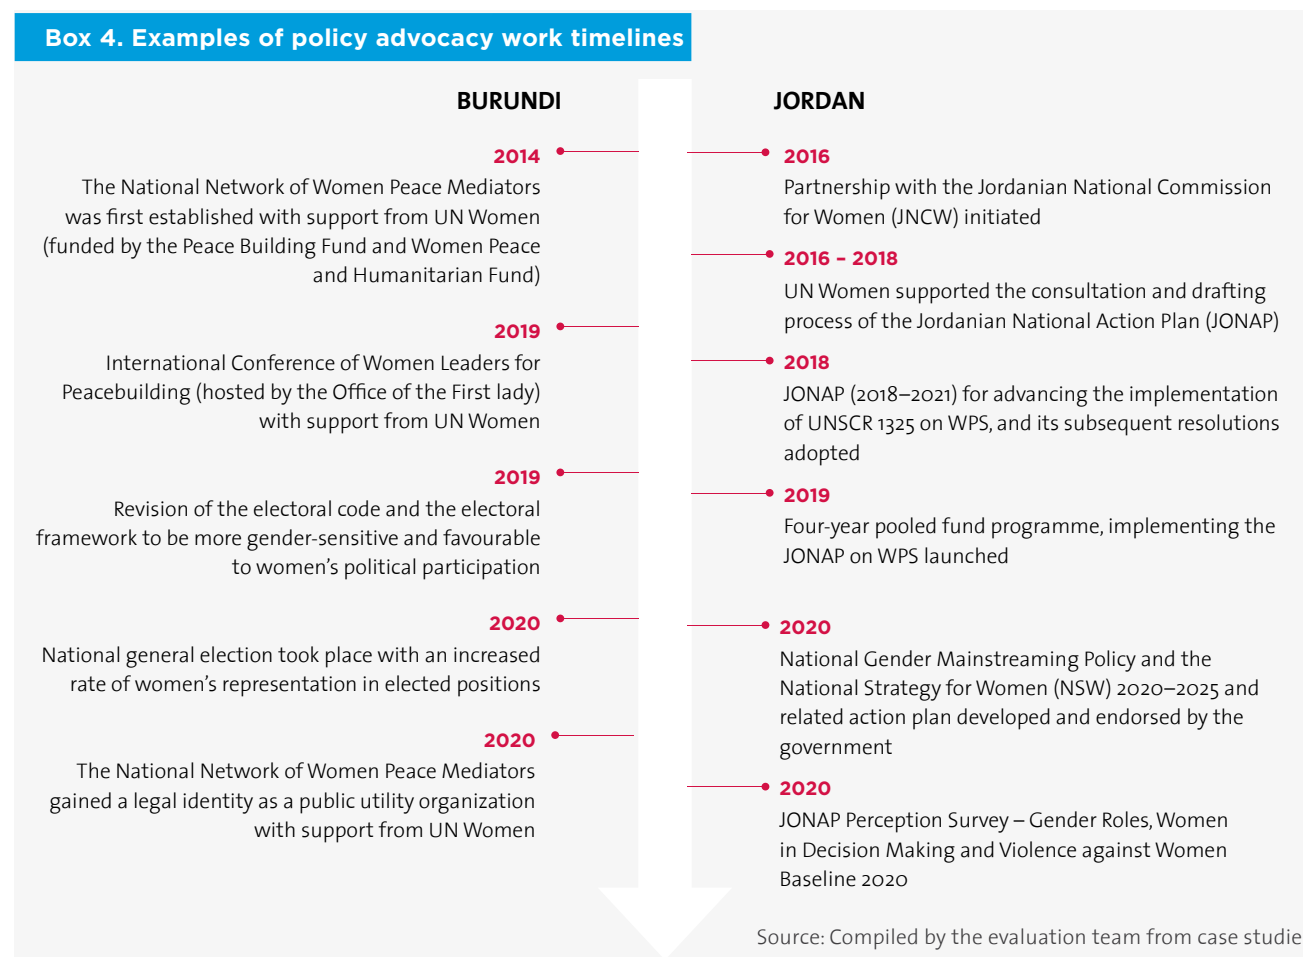 Box 4. Examples of policy advocacy work timelines
BURUNDI
2014
The National Network of Women Peace Mediators
was first established with support from UN Women
(funded by the Peace Building Fund and Women Peace
and Humanitarian Fund)
2019
International Conference of Women Leaders for
Peacebuilding (hosted by the Office of the First lady)
with support from UN Women
2019
Revision of the electoral code and the electoral
framework to be more gender-sensitive and favourable
to women’s political participation
2020
National general election took place with an increased
rate of women’s representation in elected positions
2020
The National Network of Women Peace Mediators
gained a legal identity as a public utility organization
with support from UN Women
JORDAN
2016
Partnership with the Jordanian National Commission
for Women (JNCW) initiated
2016 – 2018
UN Women supported the consultation and drafting
process of the Jordanian National Action Plan (JONAP)
2018
JONAP (2018–2021) for advancing the implementation
of UNSCR 1325 on WPS, and its subsequent resolutions
adopted
2019
Four-year pooled fund programme, implementing the
JONAP on WPS launched
2020
National Gender Mainstreaming Policy and the
National Strategy for Women (NSW) 2020–2025 and
related action plan developed and endorsed by the
government
2020
JONAP Perception Survey – Gender Roles, Women
in Decision Making and Violence against Women
Baseline 2020
Source: Compiled by the evaluation team from case studie